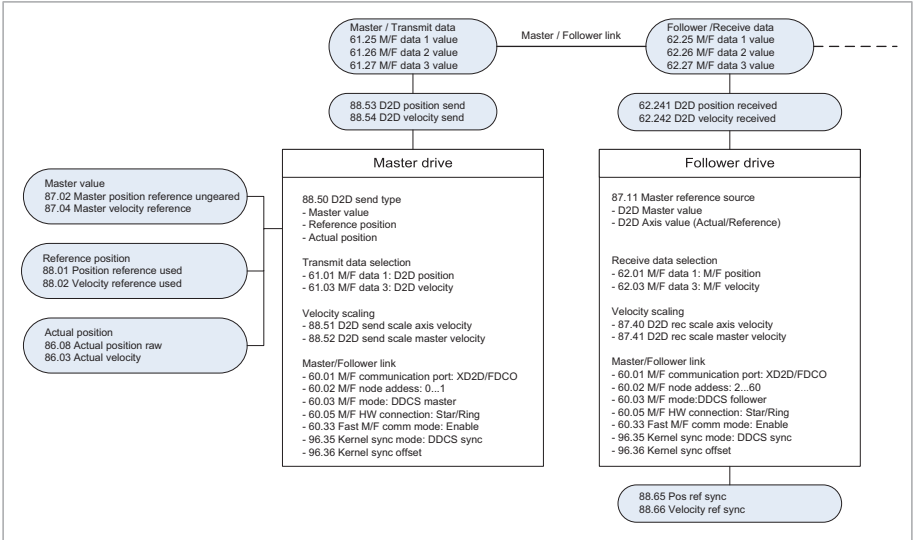 Master / Transmit data
61.25 M/F data 1 value
61.26 M/F data 2 value
61.27 M/F data 3 value
Master / Follower link
Follower /Receive data
62.25 M/F data 1 value
62.26 M/F data 2 value
62.27 M/F data 3 value
88.53 D2D position send
88.54 D2D velocity send
62.241 D2D position received
62.242 D2D velocity received
Master value
87.02 Master position reference ungeared
87.04 Master velocity reference
Reference position
88.01 Position reference used
88.02 Velocity reference used
Actual position
86.08 Actual position raw
86.03 Actual velocity
Master drive
88.50 D2D send type
- Master value
- Reference position
- Actual position
Transmit data selection
- 61.01 M/F data 1: D2D position
- 61.03 M/F data 3: D2D velocity
Velocity scaling
- 88.51 D2D send scale axis velocity
- 88.52 D2D send scale master velocity
Master/Follower link
- 60.01 M/F communication port: XD2D/FDCO
- 60.02 M/F node addess: 0...1
- 60.03 M/F mode: DDCS master
- 60.05 M/F HW connection: Star/Ring
- 60.33 Fast M/F comm mode: Enable
- 96.35 Kernel sync mode: DDCS sync
- 96.36 Kernel sync offset
Follower drive
87.11 Master reference source
- D2D Master value
- D2D Axis value (Actual/Reference)
Receive data selection
- 62.01 M/F data 1: M/F position
- 62.03 M/F data 3: M/F velocity
Velocity scaling
- 87.40 D2D rec scale axis velocity
- 87.41 D2D rec scale master velocity
Master/Follower link
- 60.01 M/F communication port: XD2D/FDCO
- 60.02 M/F node addess: 2...60
- 60.03 M/F mode:DDCS follower
- 60.05 M/F HW connection: Star/Ring
- 60.33 Fast M/F comm mode: Enable
- 96.35 Kernel sync mode: DDCS sync
- 96.36 Kernel sync offset
88.65 Pos ref sync
88.66 Velocity ref sync